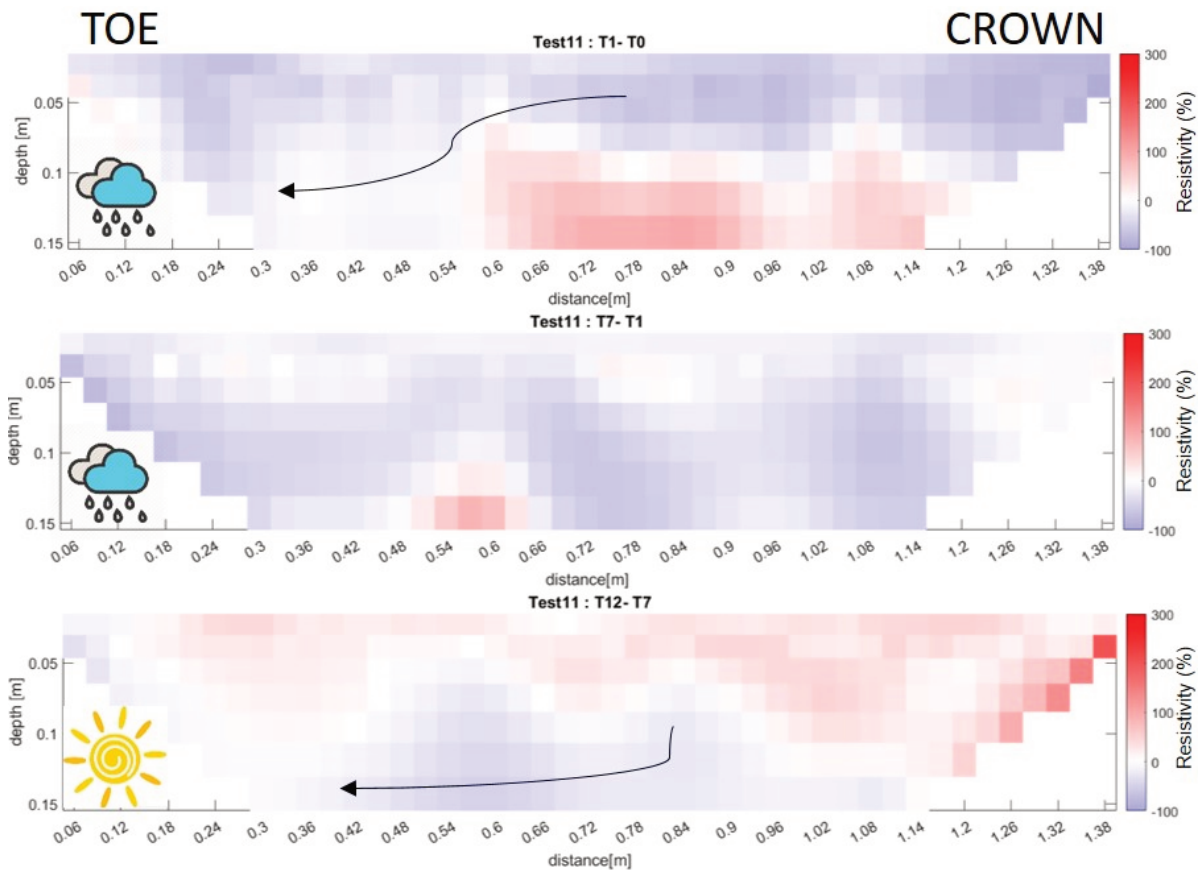 TOE
CROWN
Test11 : T1- T0
depth [m]
0.05
0.1
0.15
0.06 0.12 0.18 0.24 0.3 0.36 0.42 0.48 0.54 0.6 0.66 0.72 0.78 0.84 0.9 0.96 1.02 1.08 1.14 1.2 1.26 1.32 1.38
distance[m]
300
200
100
0
-100
Resistivity (%)
Test11 : T7- T1
depth [m]
0.05
0.1
0.15
0.06 0.12 0.18 0.24 0.3 0.36 0.42 0.48 0.54 0.6 0.66 0.72 0.78 0.84 0.9 0.96 1.02 1.08 1.14 1.2 1.26 1.32 1.38
distance[m]
300
200
100
0
-100
Resistivity (%)
Test11 : T12- T7
depth [m]
0.05
0.1
0.15
0.06 0.12 0.18 0.24 0.3 0.36 0.42 0.48 0.54 0.6 0.66 0.72 0.78 0.84 0.9 0.96 1.02 1.08 1.14 1.2 1.26 1.32 1.38
distance[m]
300
200
100
0
-100
Resistivity (%)